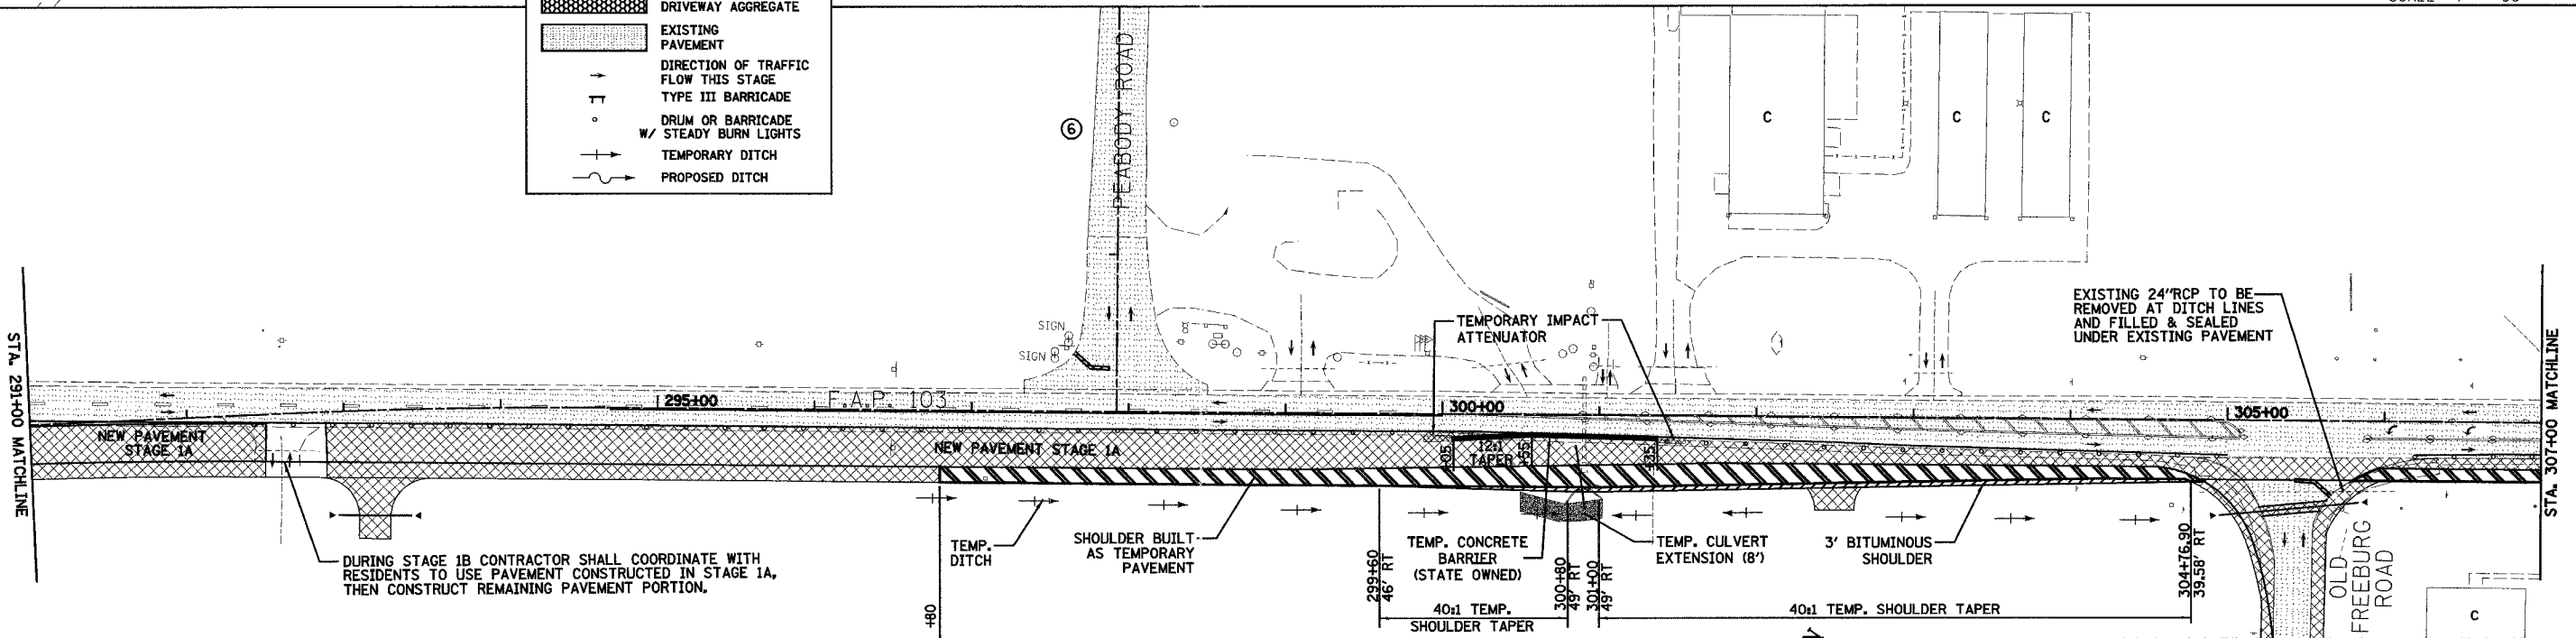 DRIVEWAY AGGREGATE
EXISTING
PAVEMENT
DIRECTION OF TRAFFIC
FLOW THIS STAGE
TYPE III BARRICADE
DRUM OR BARRICADE
W/ STEADY BURN LIGHTS
TEMPORARY DITCH
PROPOSED DITCH
PEABODY ROAD
6
C
C
C
SIGN
SIGN
TEMPORARY IMPACT
ATTENUATOR
EXISTING 24"RCP TO BE
REMOVED AT DITCH LINES
AND FILLED & SEALED
UNDER EXISTING PAVEMENT
STA. 291+00 MATCHLINE
STA. 307+00 MATCHLINE
295+00
F.A.P. 103
300+00
305+00
NEW PAVEMENT
STAGE 1A
NEW PAVEMENT STAGE 1A
+05
12:1
TAPER
+55
+35
DURING STAGE 1B CONTRACTOR SHALL COORDINATE WITH
RESIDENTS TO USE PAVEMENT CONSTRUCTED IN STAGE 1A,
THEN CONSTRUCT REMAINING PAVEMENT PORTION.
+80
TEMP.
DITCH
SHOULDER BUILT
AS TEMPORARY
PAVEMENT
299+60
46' RT
TEMP. CONCRETE
BARRIER
(STATE OWNED)
300+80
49' RT
301+00
49' RT
TEMP. CULVERT
EXTENSION (8')
3' BITUMINOUS
SHOULDER
304+76.90
39.58' RT
40:1 TEMP.
SHOULDER TAPER
40:1 TEMP. SHOULDER TAPER
OLD
FREEBURG
ROAD
C